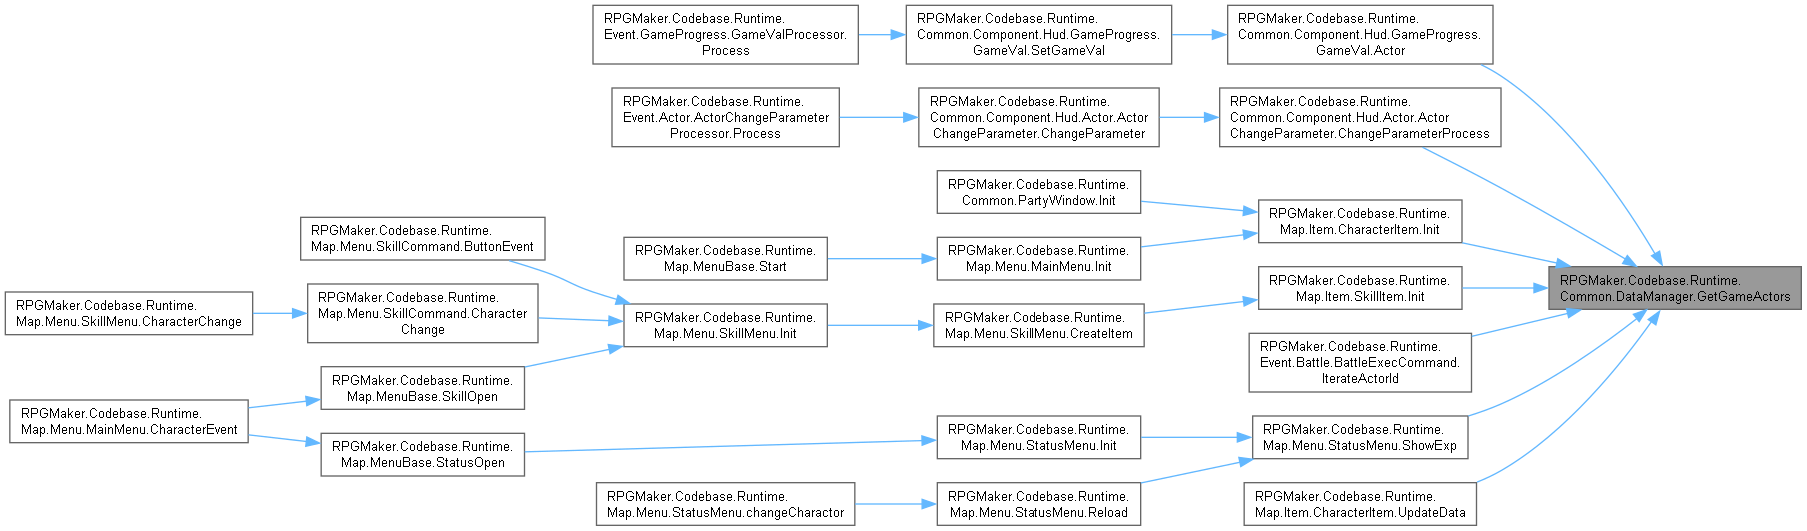 RPGMaker.Codebase.Runtime.
Event.GameProgress.GameValProcessor.
Process
RPGMaker.Codebase.Runtime.
Common.Component.Hud.GameProgress.
GameVal.SetGameVal
RPGMaker.Codebase.Runtime.
Common.Component.Hud.GameProgress.
GameVal.Actor
RPGMaker.Codebase.Runtime.
Event.Actor.ActorChangeParameter
Processor.Process
RPGMaker.Codebase.Runtime.
Common.Component.Hud.Actor.Actor
ChangeParameter.ChangeParameter
RPGMaker.Codebase.Runtime.
Common.Component.Hud.Actor.Actor
ChangeParameter.ChangeParameterProcess
RPGMaker.Codebase.Runtime.
Common.PartyWindow.Init
RPGMaker.Codebase.Runtime.
Map.Item.CharacterItem.Init
RPGMaker.Codebase.Runtime.
Map.Menu.SkillCommand.ButtonEvent
RPGMaker.Codebase.Runtime.
Map.MenuBase.Start
RPGMaker.Codebase.Runtime.
Map.Menu.MainMenu.Init
RPGMaker.Codebase.Runtime.
Map.Item.SkillItem.Init
RPGMaker.Codebase.Runtime.
Common.DataManager.GetGameActors
RPGMaker.Codebase.Runtime.
Map.Menu.SkillMenu.CharacterChange
RPGMaker.Codebase.Runtime.
Map.Menu.SkillCommand.Character
Change
RPGMaker.Codebase.Runtime.
Map.Menu.SkillMenu.Init
RPGMaker.Codebase.Runtime.
Map.Menu.SkillMenu.CreateItem
RPGMaker.Codebase.Runtime.
Event.Battle.BattleExecCommand.
IterateActorId
RPGMaker.Codebase.Runtime.
Map.MenuBase.SkillOpen
RPGMaker.Codebase.Runtime.
Map.Menu.MainMenu.CharacterEvent
RPGMaker.Codebase.Runtime.
Map.MenuBase.StatusOpen
RPGMaker.Codebase.Runtime.
Map.Menu.StatusMenu.Init
RPGMaker.Codebase.Runtime.
Map.Menu.StatusMenu.ShowExp
RPGMaker.Codebase.Runtime.
Map.Menu.StatusMenu.changeCharactor
RPGMaker.Codebase.Runtime.
Map.Menu.StatusMenu.Reload
RPGMaker.Codebase.Runtime.
Map.Item.CharacterItem.UpdateData